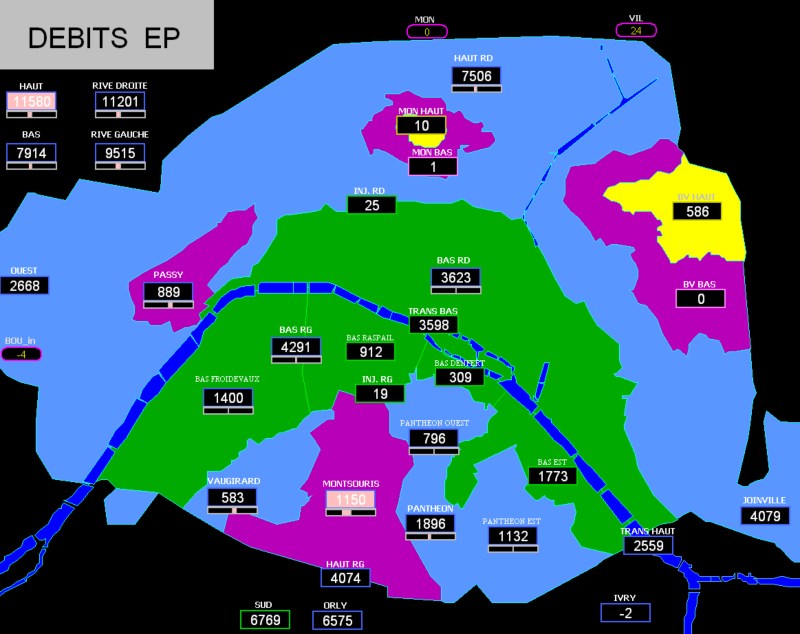 DEBITS EP
MON
0
VIL
24
HAUT
11580
RIVE DROITE
11201
HAUT RD
7506
BAS
7914
RIVE GAUCHE
9515
MON HAUT
10
MON BAS
1
INJ. RD
25
BV HAUT
586
OUEST
2668
PASSY
889
BAS RD
3623
BV BAS
0
TRANS BAS
3598
BAS RG
4291
BAS RASPAIL
912
BOU_in
-4
BAS DENFERT
309
BAS FROIDEVAUX
1400
INJ. RG
19
PANTHEON OUEST
796
BAS EST
1773
VAUGIRARD
583
MONTSOURIS
1150
PANTHEON
1896
PANTHEON EST
1132
JOINVILLE
4079
TRANS HAUT
2559
HAUT RG
4074
SUD
6769
ORLY
6575
IVRY
-2